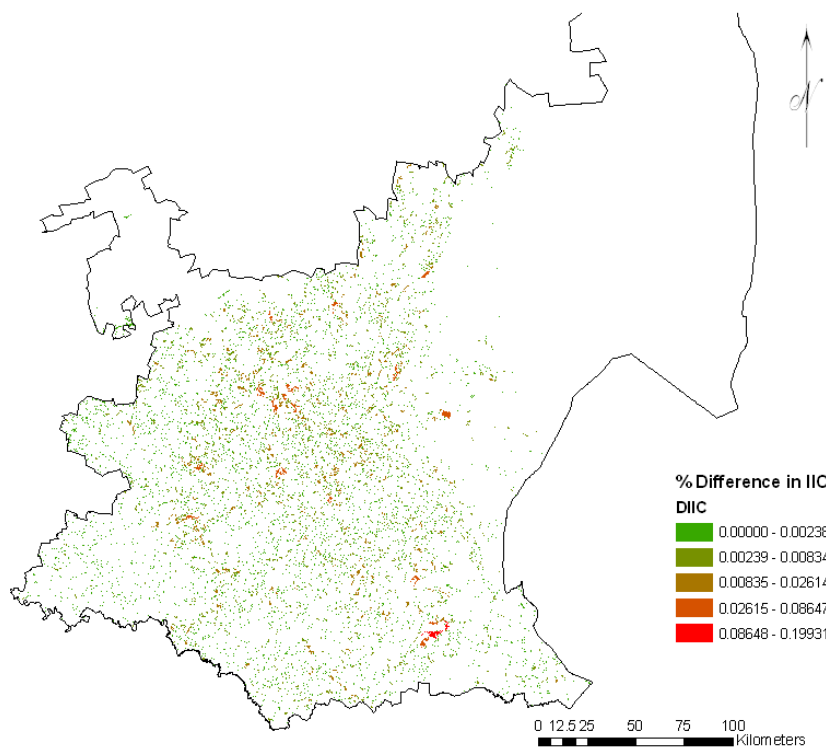 N
% Difference in IIC
DIIC
0.00000 - 0.00238
0.00239 - 0.00834
0.00835 - 0.02614
0.02615 - 0.08647
0.08648 - 0.19931
0 12.5 25 50 75 100
Kilometers